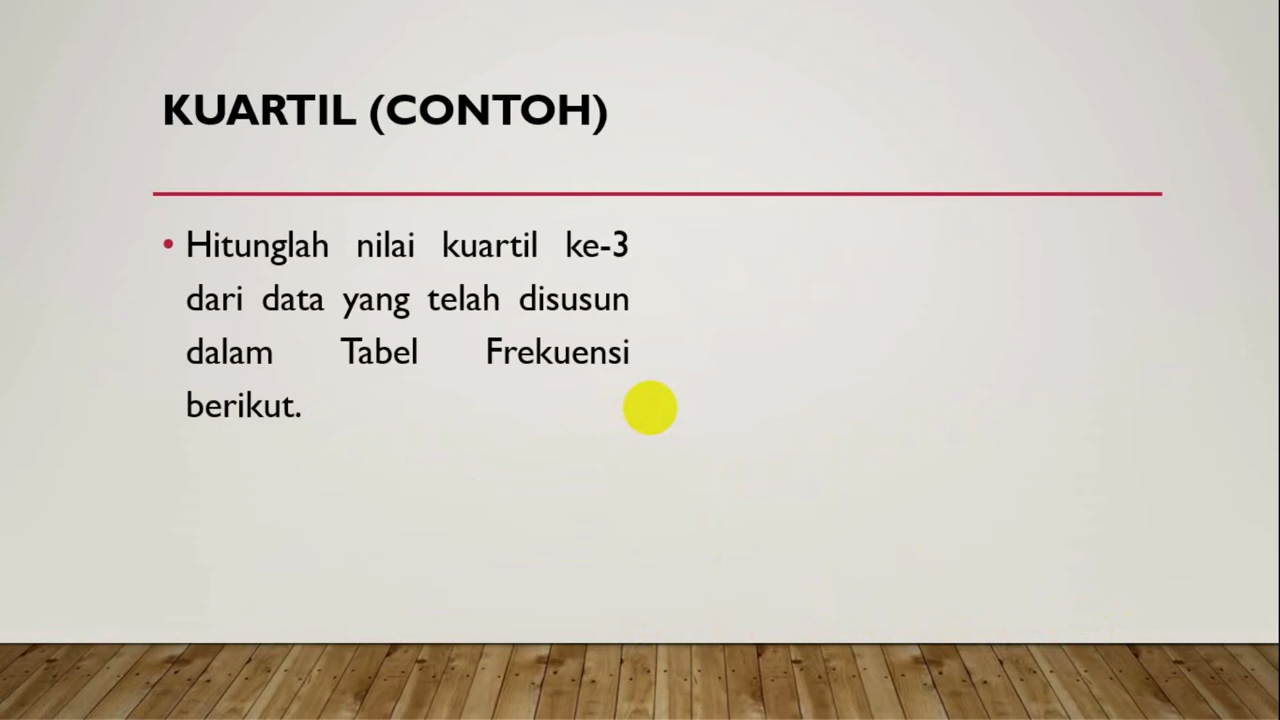 KUARTIL (CONTOH)
• Hitunglah nilai kuartil ke-3
dari data yang telah disusun
dalam Tabel Frekuensi
berikut.